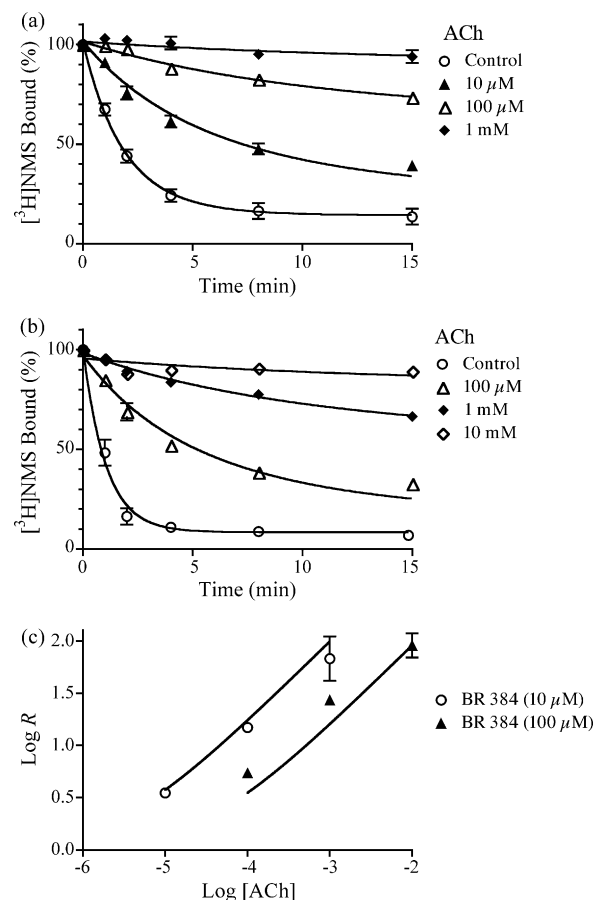 (a)
[³H]NMS Bound (%)
100
50
0
0 5 10 15
Time (min)
ACh
Control
10 μM
100 μM
1 mM
(b)
[³H]NMS Bound (%)
100
50
0
0 5 10 15
Time (min)
ACh
Control
100 μM
1 mM
10 mM
(c)
Log R
2.0
1.5
1.0
0.5
0.0
-6 -5 -4 -3 -2
Log [ACh]
BR 384 (10 μM)
BR 384 (100 μM)